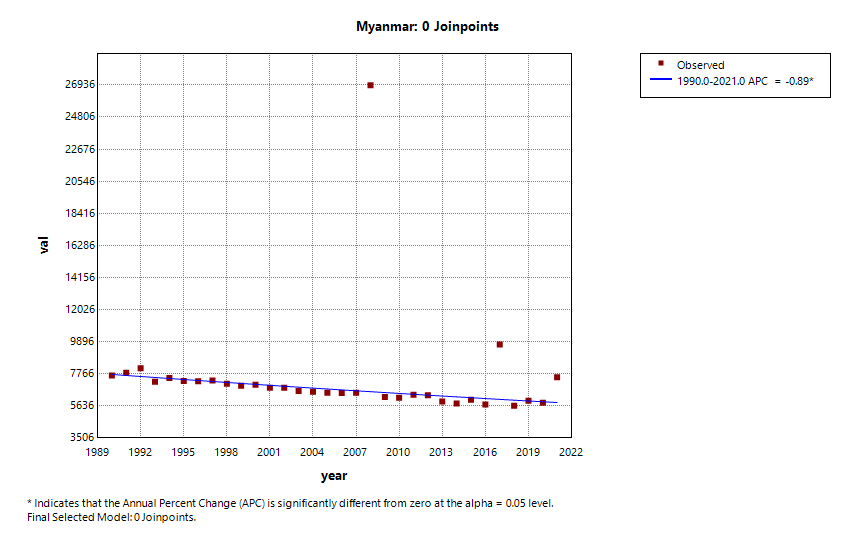 Myanmar: 0 Joinpoints
Observed
1990.0-2021.0 APC = -0.89*
26936
24806
22676
20546
18416
16286
14156
12026
9896
7766
5636
3506
val
1989 1992 1995 1998 2001 2004 2007 2010 2013 2016 2019 2022
year
* Indicates that the Annual Percent Change (APC) is significantly different from zero at the alpha = 0.05 level.
Final Selected Model: 0 Joinpoints.